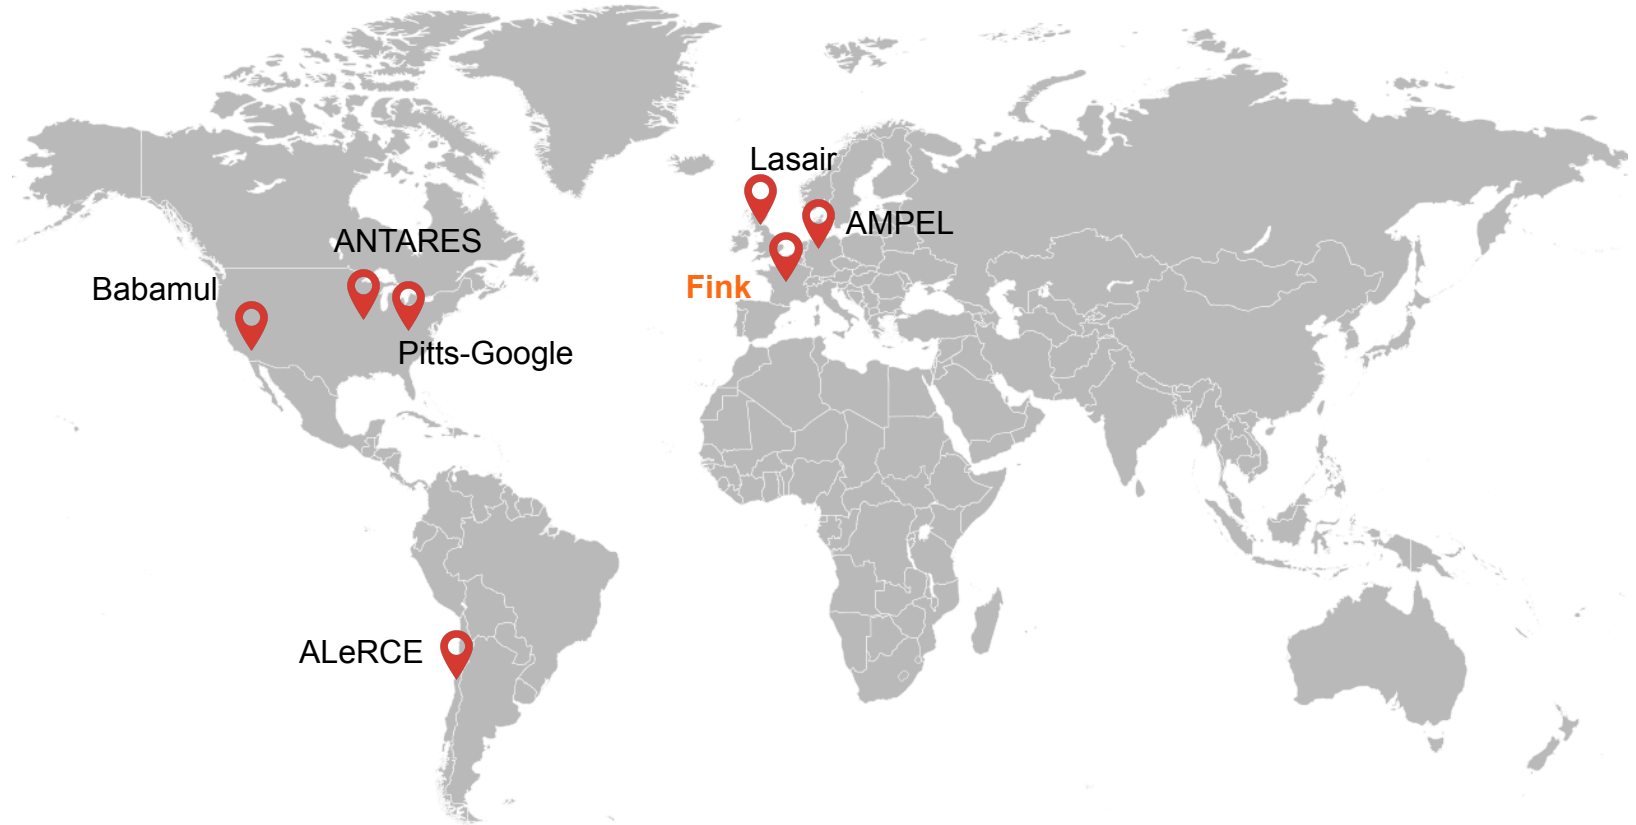 Lasair
AMPEL
ANTARES
Babamul
Fink
Pitts-Google
ALeRCE